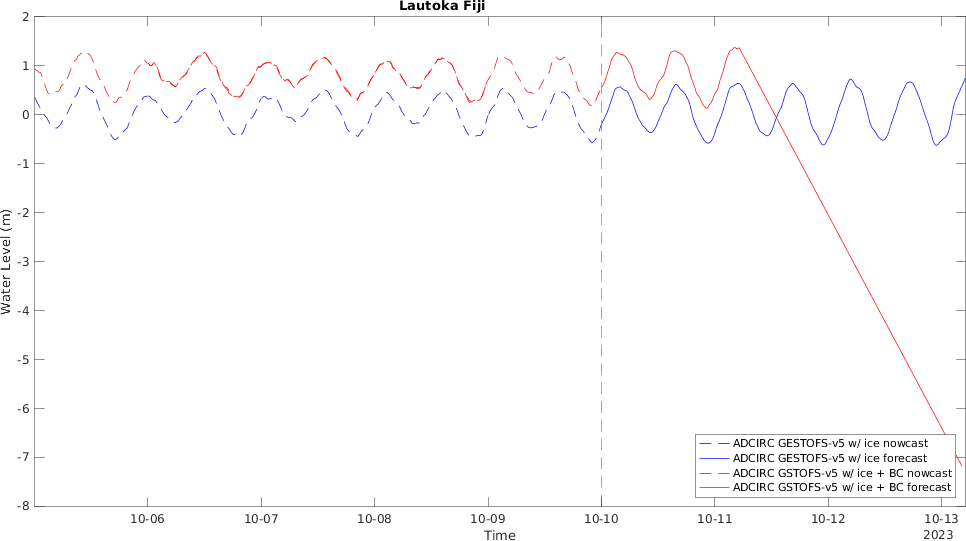 Lautoka Fiji
2
1
0
-1
-2
-3
-4
-5
-6
-7
-8
Water Level (m)
ADCIRC GESTOFS-v5 w/ ice nowcast
ADCIRC GESTOFS-v5 w/ ice forecast
ADCIRC GSTOFS-v5 w/ ice + BC nowcast
ADCIRC GSTOFS-v5 w/ ice + BC forecast
10-06 10-07 10-08 10-09 10-10 10-11 10-12 10-13
2023
Time